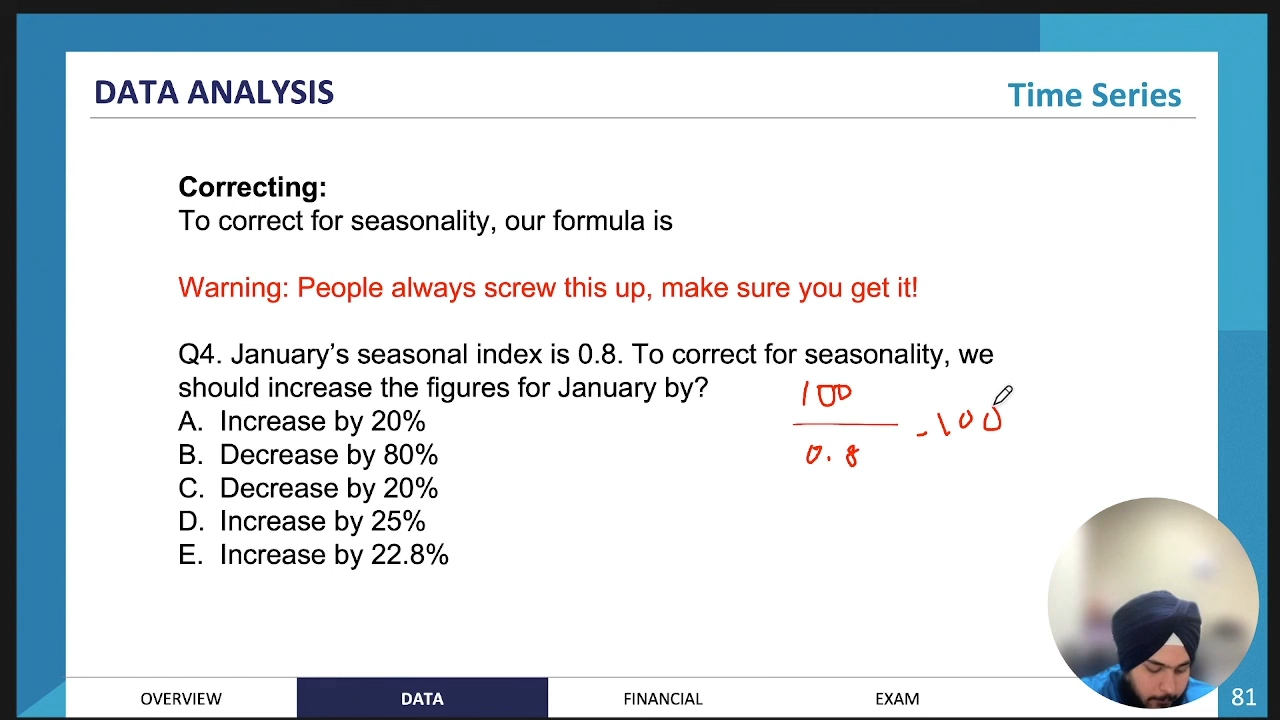 DATA ANALYSIS
Time Series
Correcting:
To correct for seasonality, our formula is
Warning: People always screw this up, make sure you get it!
Q4. January’s seasonal index is 0.8. To correct for seasonality, we
should increase the figures for January by?
A. Increase by 20%
B. Decrease by 80%
C. Decrease by 20%
D. Increase by 25%
E. Increase by 22.8%
100
- 100
0.8
OVERVIEW
DATA
FINANCIAL
EXAM
81